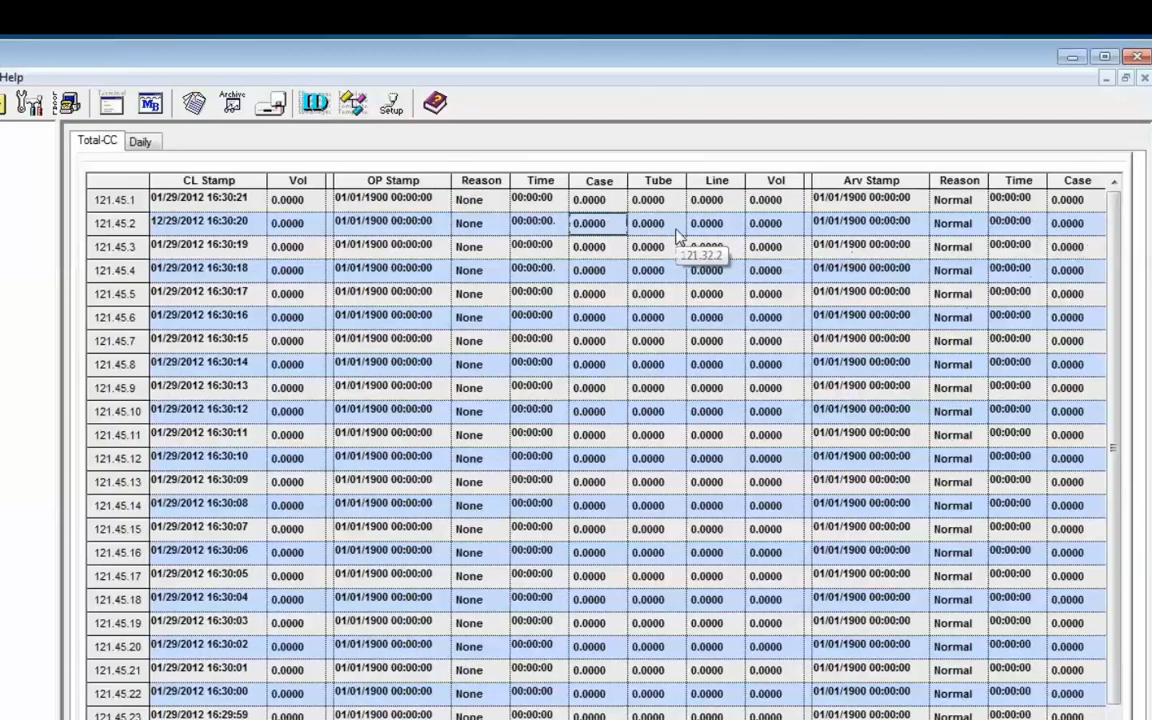 Help
Terminal MB Archive ID Setup
Total-CC Daily
CL Stamp Vol OP Stamp Reason Time Case Tube Line Vol Arv Stamp Reason Time Case
121.45.1 01/29/2012 16:30:21 0.0000 01/01/1900 00:00:00 None 00:00:00 0.0000 0.0000 0.0000 0.0000 01/01/1900 00:00:00 Normal 00:00:00 0.0000
121.45.2 12/29/2012 16:30:20 0.0000 01/01/1900 00:00:00 None 00:00:00. 0.0000 0.0000 0.0000 0.0000 01/01/1900 00:00:00 Normal 00:00:00 0.0000
121.45.3 01/29/2012 16:30:19 0.0000 01/01/1900 00:00:00 None 00:00:00 0.0000 0.0000 0.0000 0.0000 01/01/1900 00:00:00 Normal 00:00:00 0.0000
121.32.2
121.45.4 01/29/2012 16:30:18 0.0000 01/01/1900 00:00:00 None 00:00:00. 0.0000 0.0000 0.0000 0.0000 01/01/1900 00:00:00 Normal 00:00:00 0.0000
121.45.5 01/29/2012 16:30:17 0.0000 01/01/1900 00:00:00 None 00:00:00 0.0000 0.0000 0.0000 0.0000 01/01/1900 00:00:00 Normal 00:00:00 0.0000
121.45.6 01/29/2012 16:30:16 0.0000 01/01/1900 00:00:00 None 00:00:00 0.0000 0.0000 0.0000 0.0000 01/01/1900 00:00:00 Normal 00:00:00 0.0000
121.45.7 01/29/2012 16:30:15 0.0000 01/01/1900 00:00:00 None 00:00:00 0.0000 0.0000 0.0000 0.0000 01/01/1900 00:00:00 Normal 00:00:00 0.0000
121.45.8 01/29/2012 16:30:14 0.0000 01/01/1900 00:00:00 None 00:00:00 0.0000 0.0000 0.0000 0.0000 01/01/1900 00:00:00 Normal 00:00:00 0.0000
121.45.9 01/29/2012 16:30:13 0.0000 01/01/1900 00:00:00 None 00:00:00 0.0000 0.0000 0.0000 0.0000 01/01/1900 00:00:00 Normal 00:00:00 0.0000
121.45.10 01/29/2012 16:30:12 0.0000 01/01/1900 00:00:00 None 00:00:00 0.0000 0.0000 0.0000 0.0000 01/01/1900 00:00:00 Normal 00:00:00 0.0000
121.45.11 01/29/2012 16:30:11 0.0000 01/01/1900 00:00:00 None 00:00:00 0.0000 0.0000 0.0000 0.0000 01/01/1900 00:00:00 Normal 00:00:00 0.0000
121.45.12 01/29/2012 16:30:10 0.0000 01/01/1900 00:00:00 None 00:00:00 0.0000 0.0000 0.0000 0.0000 01/01/1900 00:00:00 Normal 00:00:00 0.0000
121.45.13 01/29/2012 16:30:09 0.0000 01/01/1900 00:00:00 None 00:00:00 0.0000 0.0000 0.0000 0.0000 01/01/1900 00:00:00 Normal 00:00:00 0.0000
121.45.14 01/29/2012 16:30:08 0.0000 01/01/1900 00:00:00 None 00:00:00 0.0000 0.0000 0.0000 0.0000 01/01/1900 00:00:00 Normal 00:00:00 0.0000
121.45.15 01/29/2012 16:30:07 0.0000 01/01/1900 00:00:00 None 00:00:00 0.0000 0.0000 0.0000 0.0000 01/01/1900 00:00:00 Normal 00:00:00 0.0000
121.45.16 01/29/2012 16:30:06 0.0000 01/01/1900 00:00:00 None 00:00:00 0.0000 0.0000 0.0000 0.0000 01/01/1900 00:00:00 Normal 00:00:00 0.0000
121.45.17 01/29/2012 16:30:05 0.0000 01/01/1900 00:00:00 None 00:00:00 0.0000 0.0000 0.0000 0.0000 01/01/1900 00:00:00 Normal 00:00:00 0.0000
121.45.18 01/29/2012 16:30:04 0.0000 01/01/1900 00:00:00 None 00:00:00 0.0000 0.0000 0.0000 0.0000 01/01/1900 00:00:00 Normal 00:00:00 0.0000
121.45.19 01/29/2012 16:30:03 0.0000 01/01/1900 00:00:00 None 00:00:00 0.0000 0.0000 0.0000 0.0000 01/01/1900 00:00:00 Normal 00:00:00 0.0000
121.45.20 01/29/2012 16:30:02 0.0000 01/01/1900 00:00:00 None 00:00:00 0.0000 0.0000 0.0000 0.0000 01/01/1900 00:00:00 Normal 00:00:00 0.0000
121.45.21 01/29/2012 16:30:01 0.0000 01/01/1900 00:00:00 None 00:00:00 0.0000 0.0000 0.0000 0.0000 01/01/1900 00:00:00 Normal 00:00:00 0.0000
121.45.22 01/29/2012 16:30:00 0.0000 01/01/1900 00:00:00 None 00:00:00 0.0000 0.0000 0.0000 0.0000 01/01/1900 00:00:00 Normal 00:00:00 0.0000
121.45.23 01/29/2012 16:29:59 0.0000 01/01/1900 00:00:00 None 00:00:00 0.0000 0.0000 0.0000 0.0000 01/01/1900 00:00:00 Normal 00:00:00 0.0000